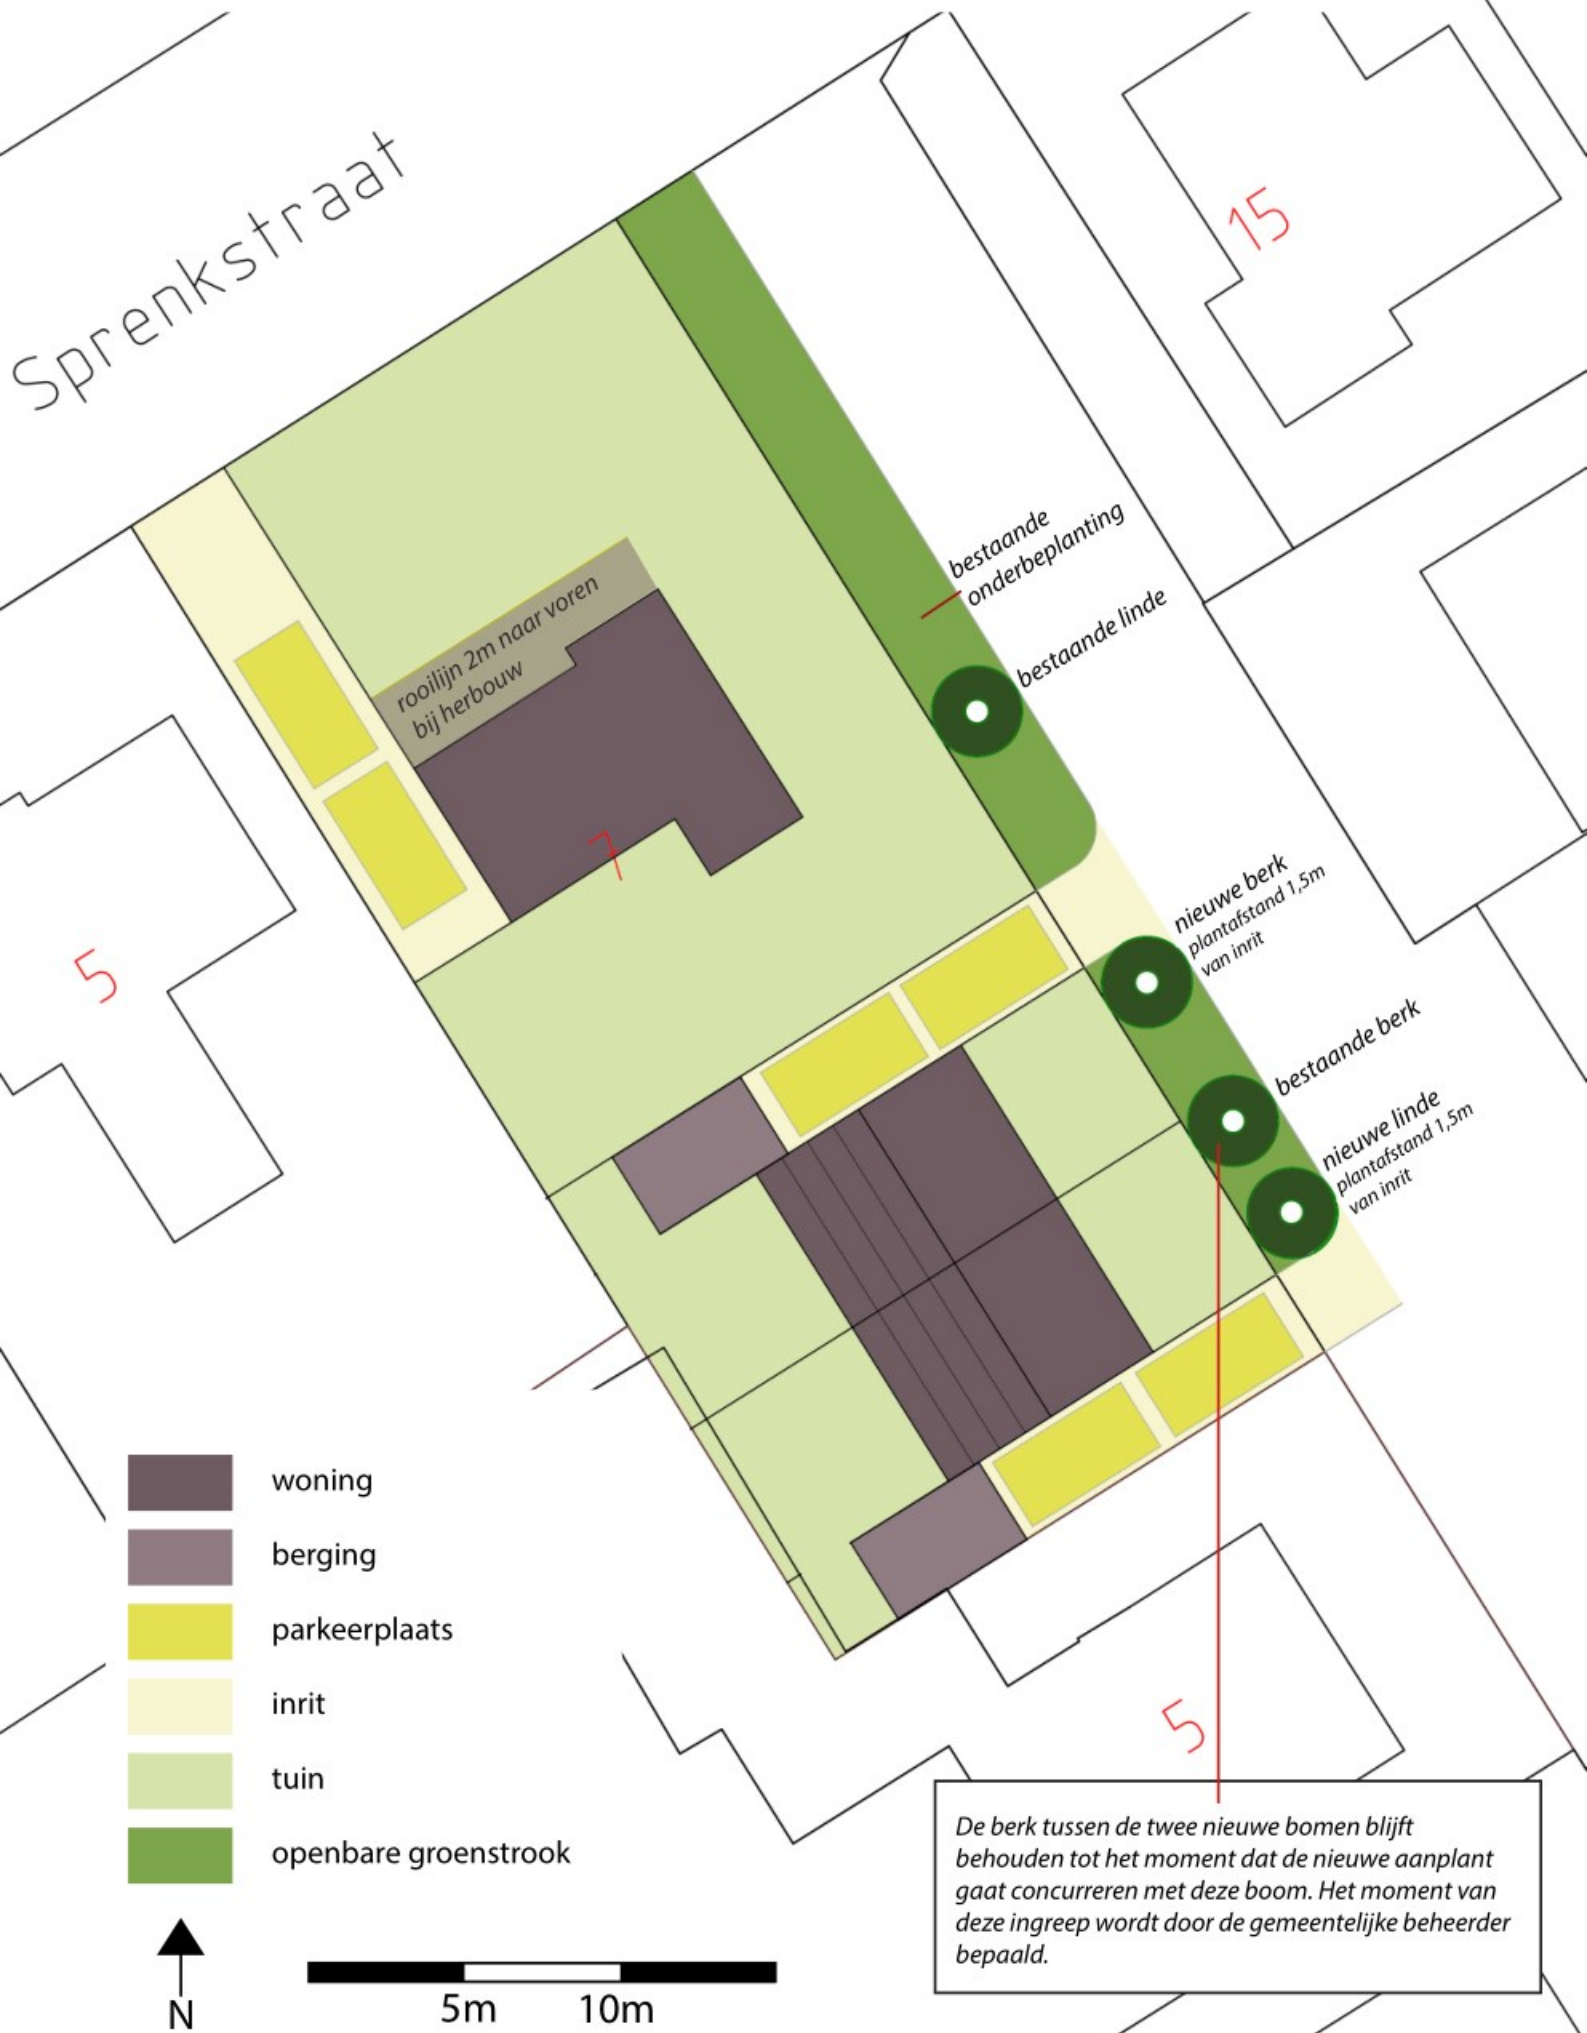 Sprenkstraat
15
bestaande
onderbeplanting
bestaande linde
rooilijn 2m naar voren
bij herbouw
7
5
nieuwe berk
plantafstand 1,5m
van inrit
bestaande berk
nieuwe linde
plantafstand 1,5m
van inrit
woning
berging
parkeerplaats
inrit
tuin
openbare groenstrook
N
5m
10m
5
De berk tussen de twee nieuwe bomen blijft
behouden tot het moment dat de nieuwe aanplant
gaat concurreren met deze boom. Het moment van
deze ingreep wordt door de gemeentelijke beheerder
bepaald.